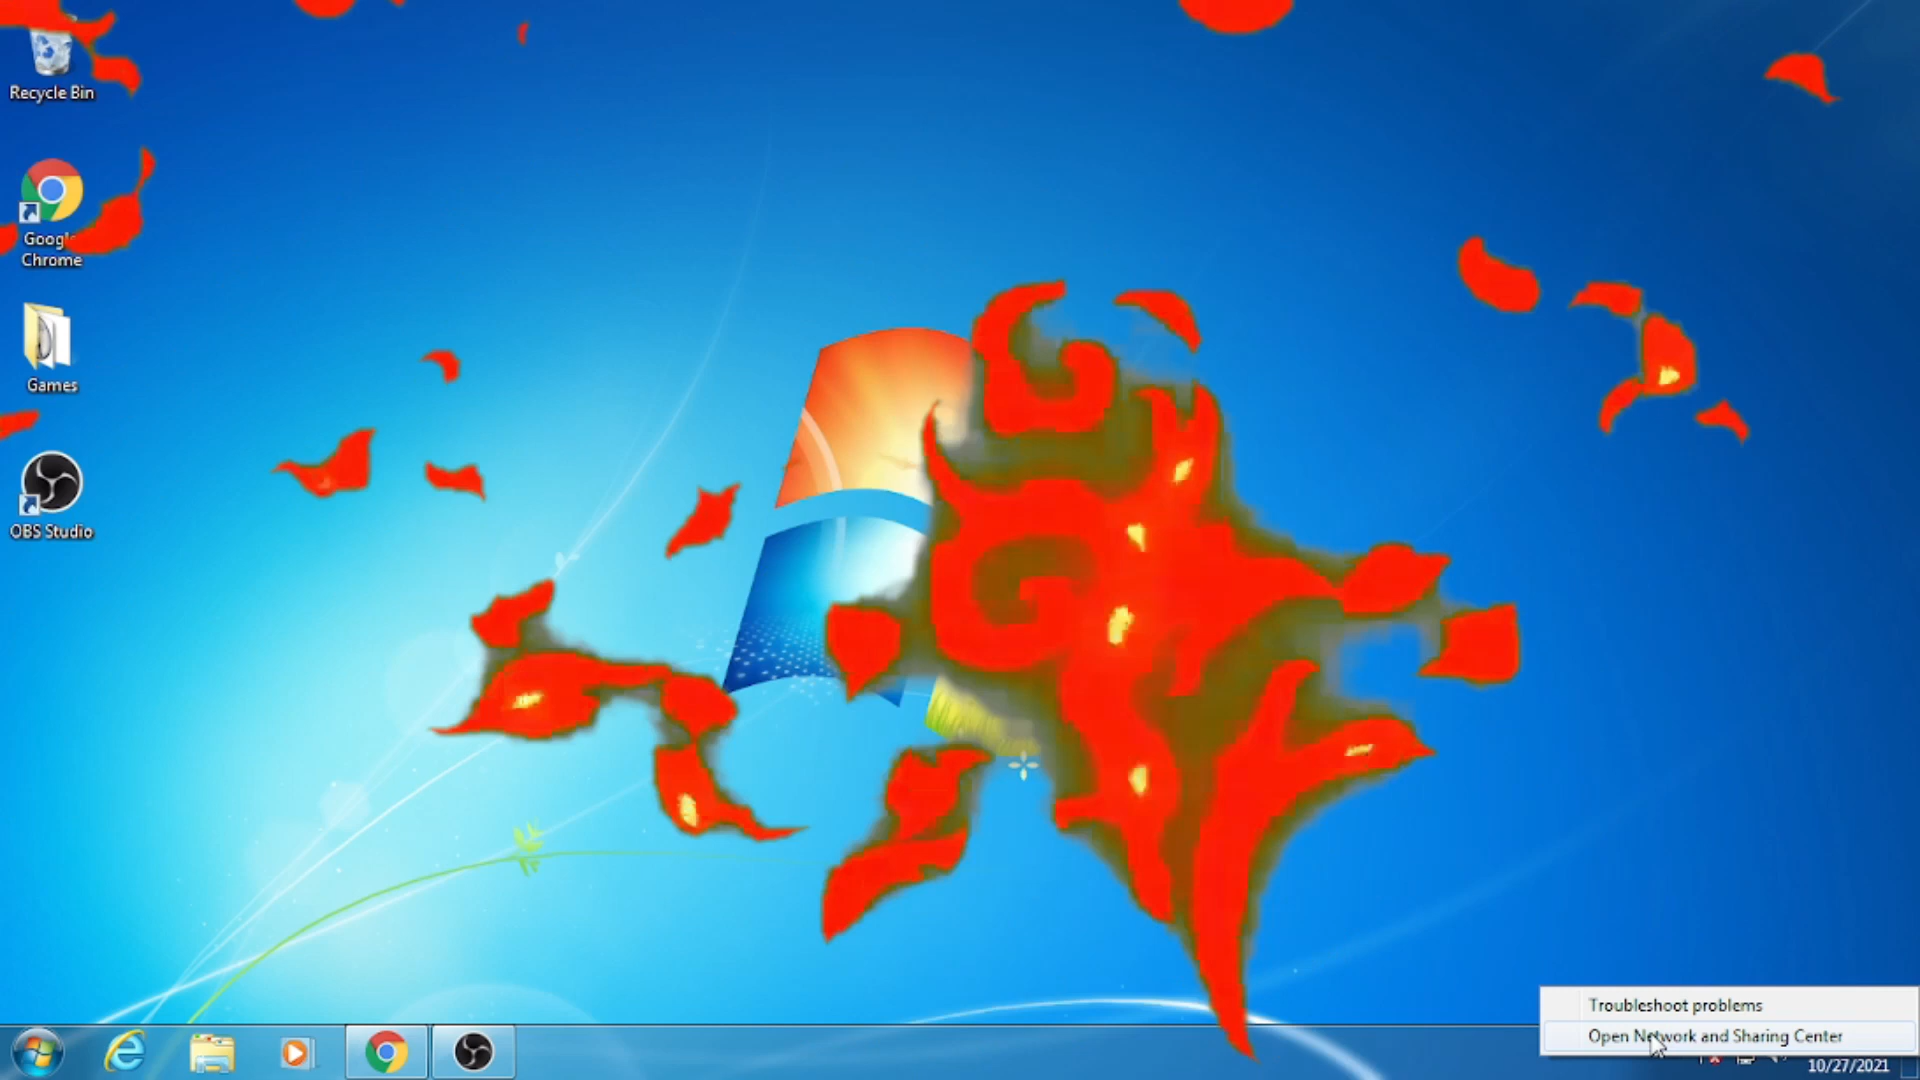 Recycle Bin
Google
Chrome
Games
OBS Studio
Troubleshoot problems
Open Network and Sharing Center
10/27/2021